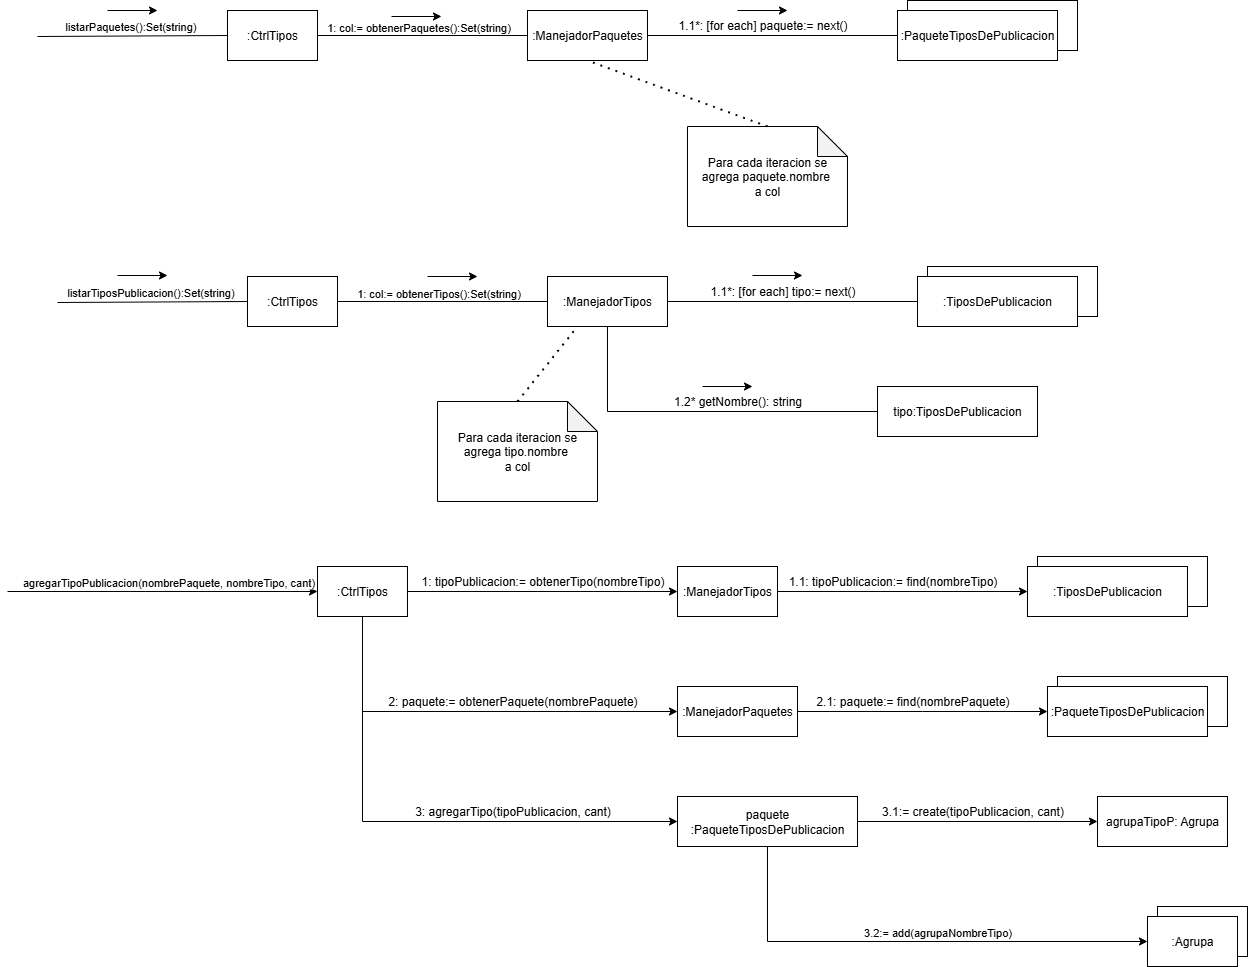 listarPaquetes():Set(string)
:CtrlTipos
1: col:= obtenerPaquetes():Set(string)
:ManejadorPaquetes
1.1*: [for each] paquete:= next()
:PaqueteTiposDePublicacion
Para cada iteracion se
agrega paquete.nombre
a col
listarTiposPublicacion():Set(string)
:CtrlTipos
1: col:= obtenerTipos():Set(string)
:ManejadorTipos
1.1*: [for each] tipo:= next()
:TiposDePublicacion
1.2* getNombre(): string
tipo:TiposDePublicacion
Para cada iteracion se
agrega tipo.nombre
a col
agregarTipoPublicacion(nombrePaquete, nombreTipo, cant)
:CtrlTipos
1: tipoPublicacion:= obtenerTipo(nombreTipo)
:ManejadorTipos
1.1: tipoPublicacion:= find(nombreTipo)
:TiposDePublicacion
2: paquete:= obtenerPaquete(nombrePaquete)
:ManejadorPaquetes
2.1: paquete:= find(nombrePaquete)
:PaqueteTiposDePublicacion
3: agregarTipo(tipoPublicacion, cant)
paquete
:PaqueteTiposDePublicacion
3.1:= create(tipoPublicacion, cant)
agrupaTipoP: Agrupa
3.2:= add(agrupaNombreTipo)
:Agrupa